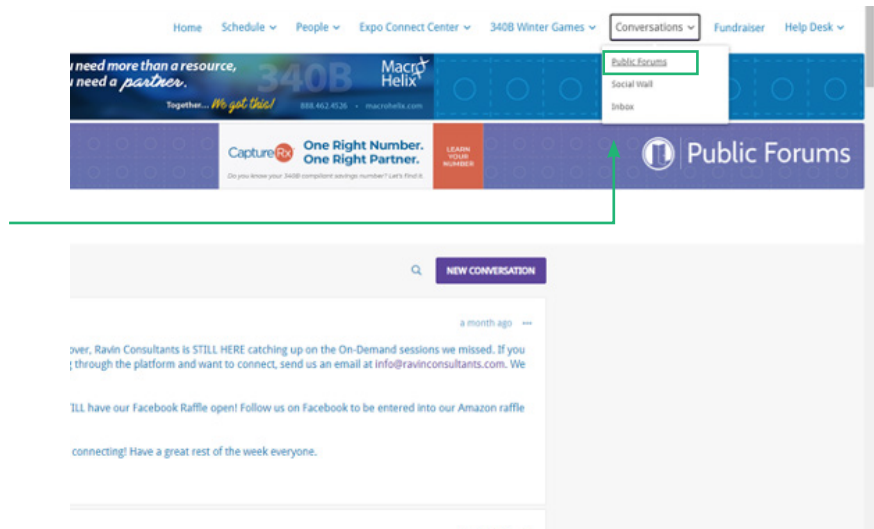 Home Schedule People Expo Connect Center 340B Winter Games Conversations Fundraiser Help Desk
Public Forums
Social Wall
Inbox
need more than a resource,
need a partner.
Together... We got this!
340B
Macro
Helix
888.462.4526 • macrohelix.com
CaptureRx
One Right Number.
One Right Partner.
Do you know your 340B compliant savings number? Let's find it.
LEARN
YOUR
NUMBER
Public Forums
NEW CONVERSATION
a month ago ...
over, Ravin Consultants is STILL HERE catching up on the On-Demand sessions we missed. If you
through the platform and want to connect, send us an email at info@ravinconsultants.com. We
TILL have our Facebook Raffle open! Follow us on Facebook to be entered into our Amazon raffle
connecting! Have a great rest of the week everyone.